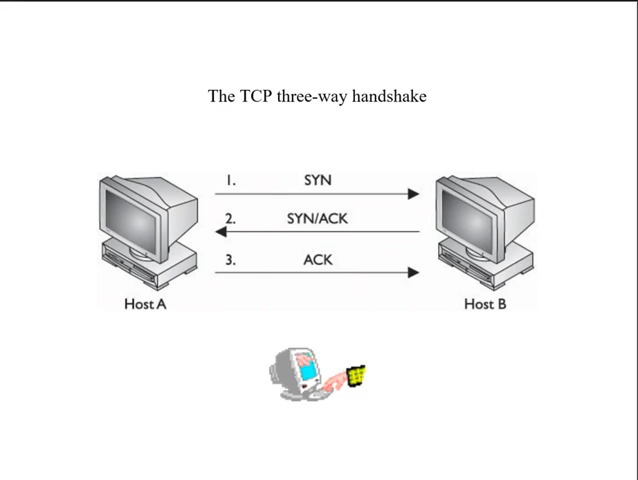 The TCP three-way handshake
1. SYN
2. SYN/ACK
3. ACK
Host A Host B